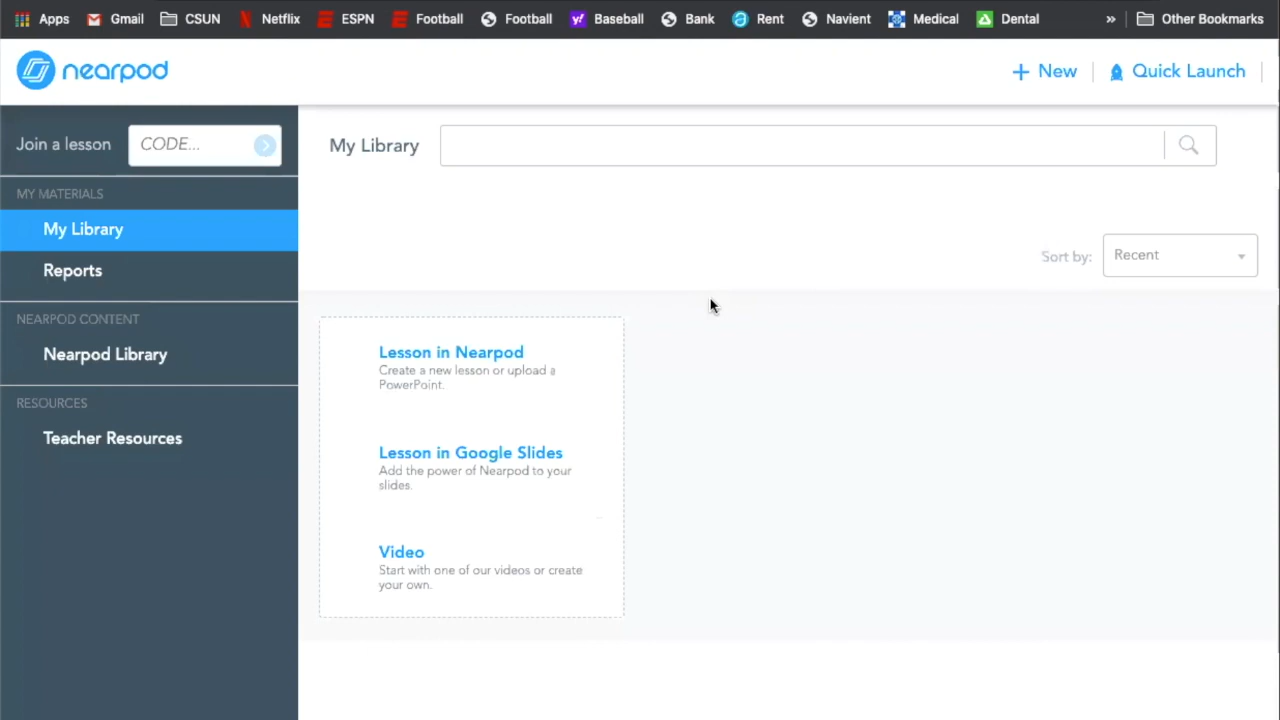 Apps Gmail CSUN Netflix ESPN Football Football Baseball Bank Rent Navient Medical Dental » Other Bookmarks
nearpod
+ New
Quick Launch
Join a lesson
CODE...
My Library
MY MATERIALS
My Library
Reports
Sort by:
Recent
NEARPOD CONTENT
Nearpod Library
RESOURCES
Teacher Resources
Lesson in Nearpod
Create a new lesson or upload a
PowerPoint.
Lesson in Google Slides
Add the power of Nearpod to your
slides.
Video
Start with one of our videos or create
your own.